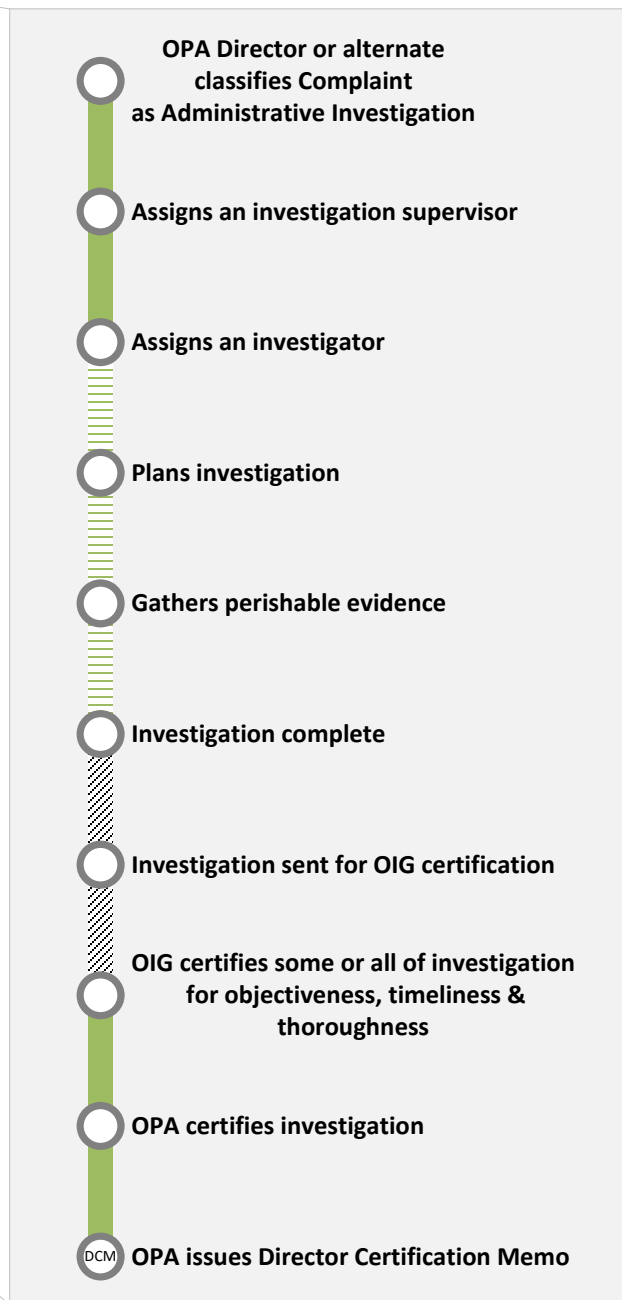 OPA Director or alternate
classifies Complaint
as Administrative Investigation
Assigns an investigation supervisor
Assigns an investigator
Plans investigation
Gathers perishable evidence
Investigation complete
Investigation sent for OIG certification
OIG certifies some or all of investigation
for objectiveness, timeliness &
thoroughness
OPA certifies investigation
DCM OPA issues Director Certification Memo